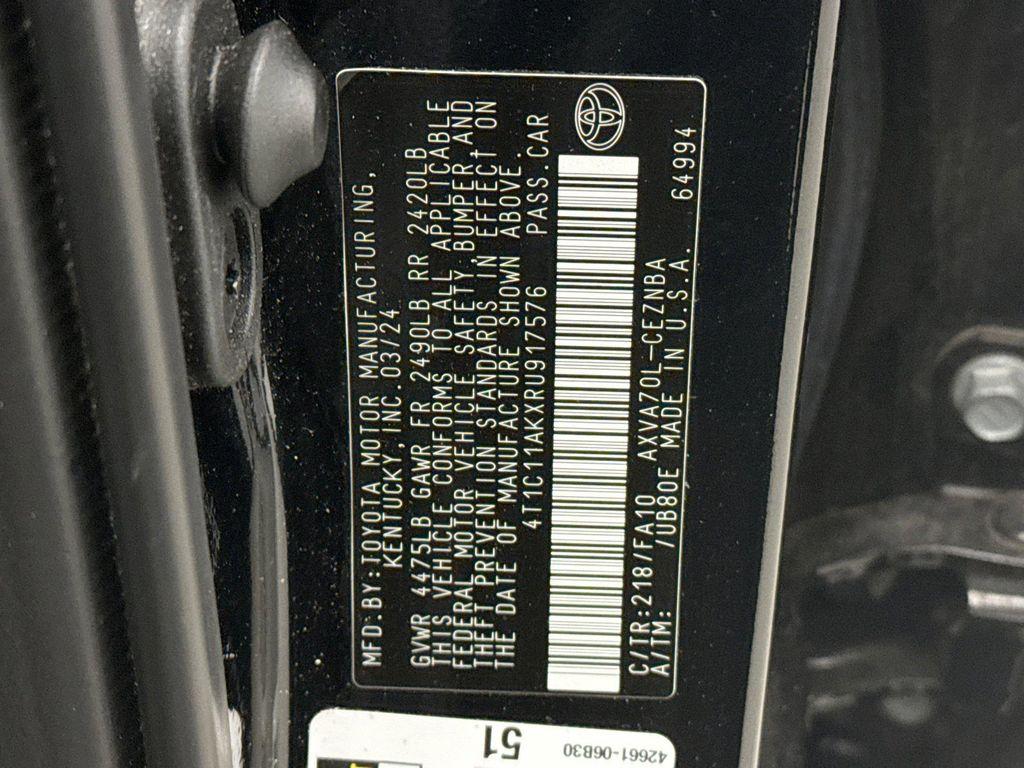 MFD.BY:TOYOTA MOTOR MANUFACTURING,
KENTUCKY, INC.03/24
GVWR 4475LB GAWR FR 2490LB RR 2420LB
THIS VEHICLE CONFORMS TO ALL APPLICABLE
FEDERAL MOTOR VEHICLE SAFETY, BUMPER AND
THEFT PREVENTION STANDARDS IN EFFECT ON
THE DATE OF MANUFACTURE SHOWN ABOVE.
4T1C11AKXRU917576 PASS.CAR
C/TR:218/FA10 AXVA70L-CEZNBA
A/TM: /UB80E MADE IN U.S.A. 64994
51
42661-06B30